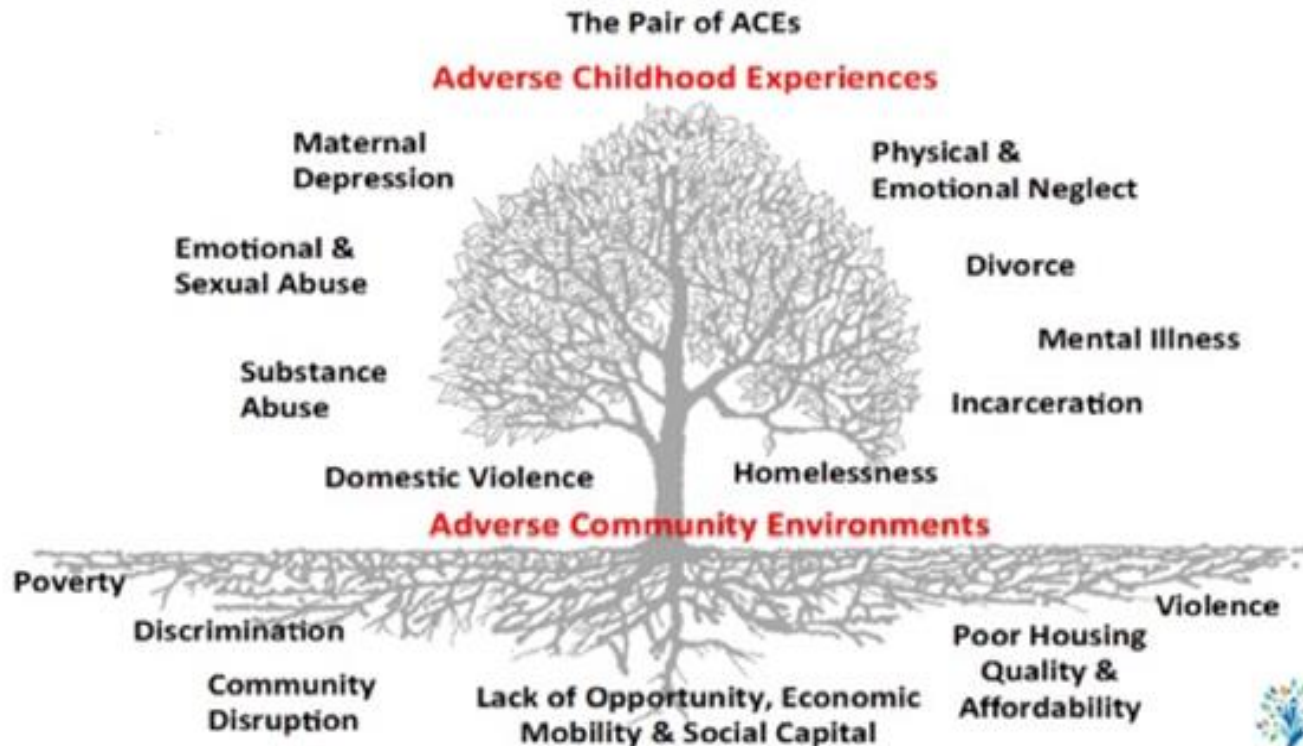 The Pair of ACEs
Adverse Childhood Experiences
Maternal
Depression
Physical &
Emotional Neglect
Emotional &
Sexual Abuse
Divorce
Mental Illness
Substance
Abuse
Incarceration
Domestic Violence
Homelessness
Adverse Community Environments
Poverty
Violence
Discrimination
Poor Housing
Quality &
Affordability
Community
Disruption
Lack of Opportunity, Economic
Mobility & Social Capital